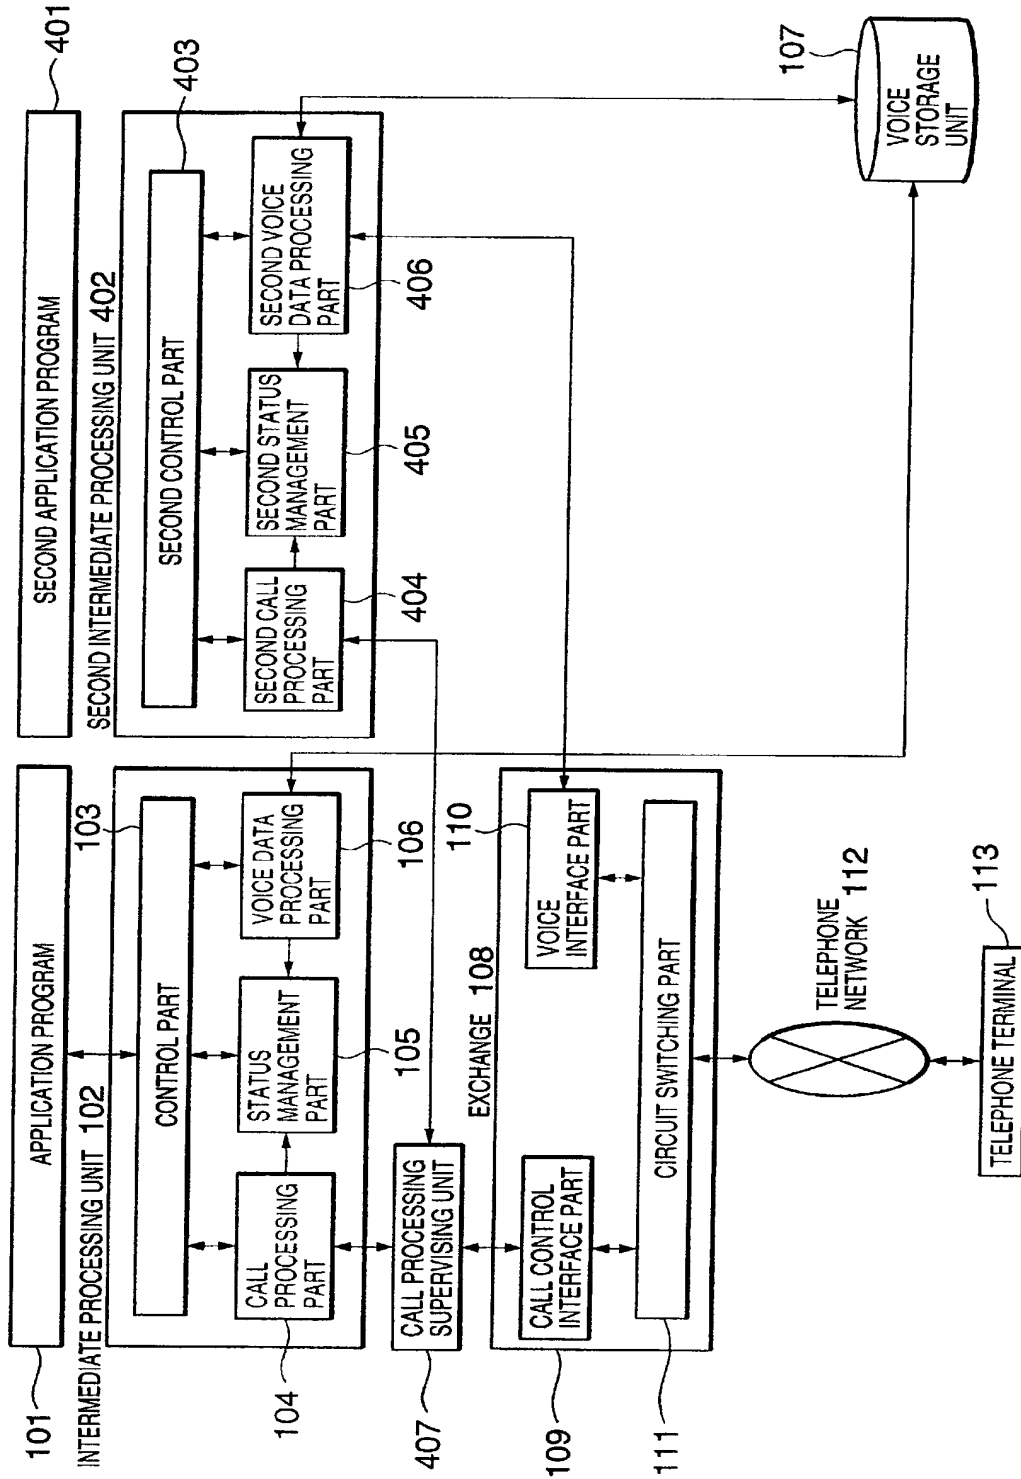 101
APPLICATION PROGRAM
SECOND APPLICATION PROGRAM
401
INTERMEDIATE PROCESSING UNIT 102
103
CONTROL PART
CALL
PROCESSING
PART
104
STATUS
MANAGEMENT
PART
105
VOICE DATA
PROCESSING
PART
106
SECOND INTERMEDIATE PROCESSING UNIT 402
403
SECOND CONTROL PART
SECOND CALL
PROCESSING
PART
404
SECOND STATUS
MANAGEMENT
PART
405
SECOND VOICE
DATA PROCESSING
PART
406
CALL PROCESSING
SUPERVISING UNIT
407
EXCHANGE 108
CALL CONTROL
INTERFACE PART
109
110
VOICE
INTERFACE PART
CIRCUIT SWITCHING PART
111
107
VOICE
STORAGE
UNIT
TELEPHONE
NETWORK 112
TELEPHONE TERMINAL
113